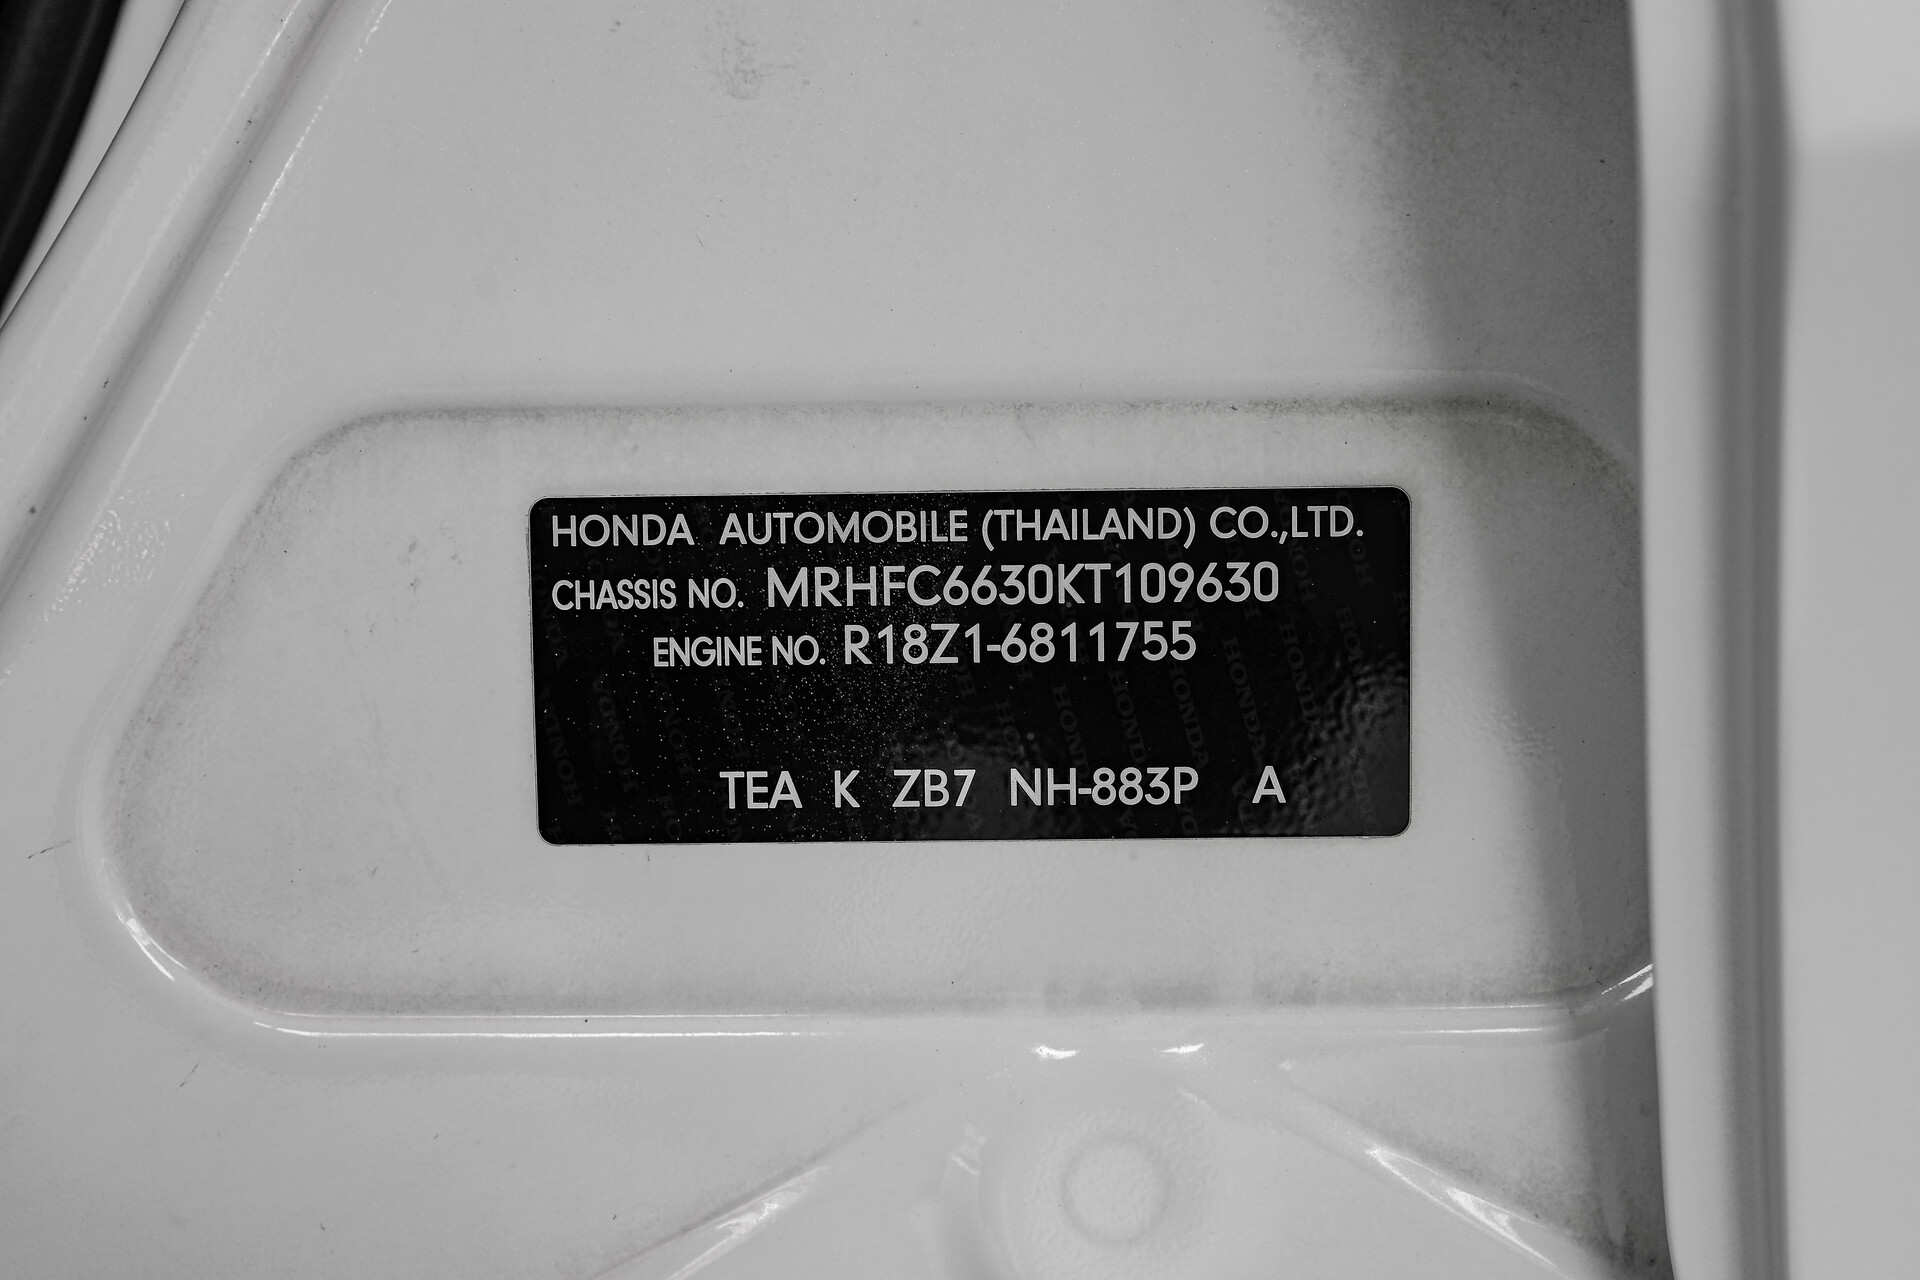 HONDA AUTOMOBILE (THAILAND) CO.,LTD.
CHASSIS NO. MRHFC6630KT109630
ENGINE NO. R18Z1-6811755
TEA K ZB7 NH-883P A